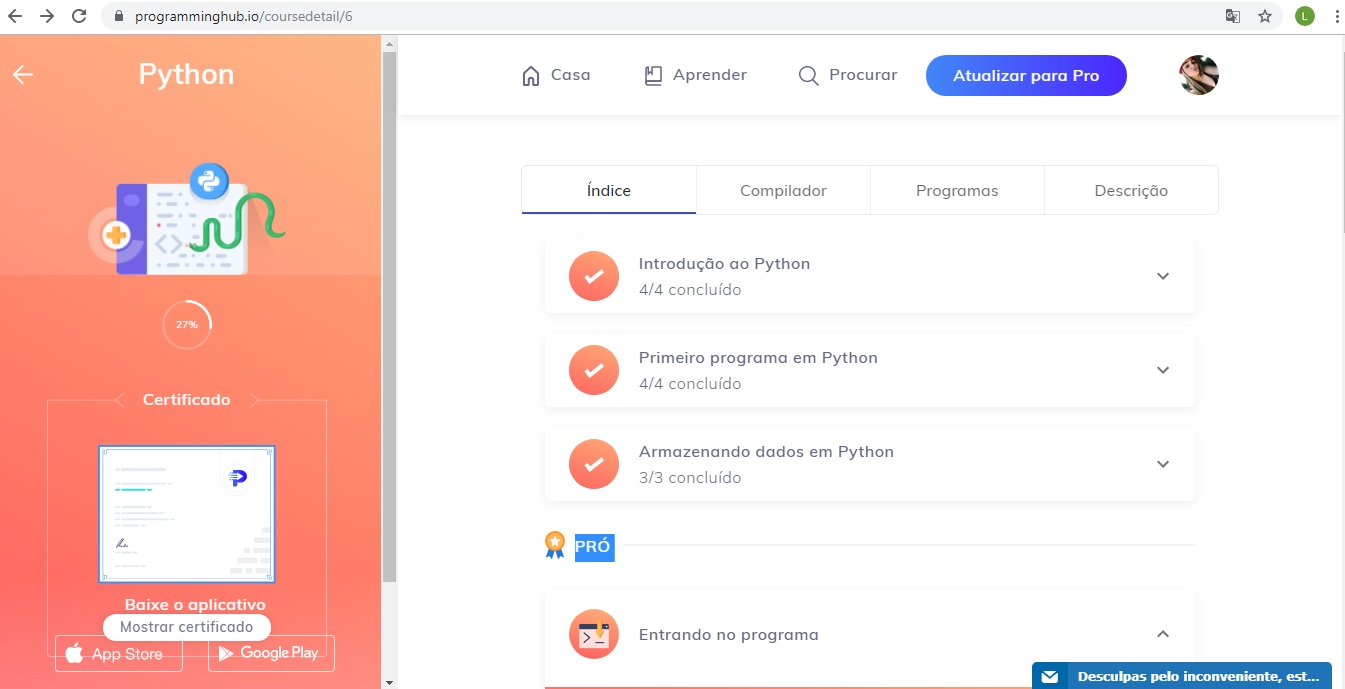 programminghub.io/coursedetail/6
L
Python
Casa
Aprender
Procurar
Atualizar para Pro
Índice
Compilador
Programas
Descrição
Introdução ao Python
4/4 concluído
27%
Primeiro programa em Python
4/4 concluído
Certificado
Armazenando dados em Python
3/3 concluído
PRÓ
Baixe o aplicativo
Mostrar certificado
App Store
Google Play
Entrando no programa
Desculpas pelo inconveniente, est...